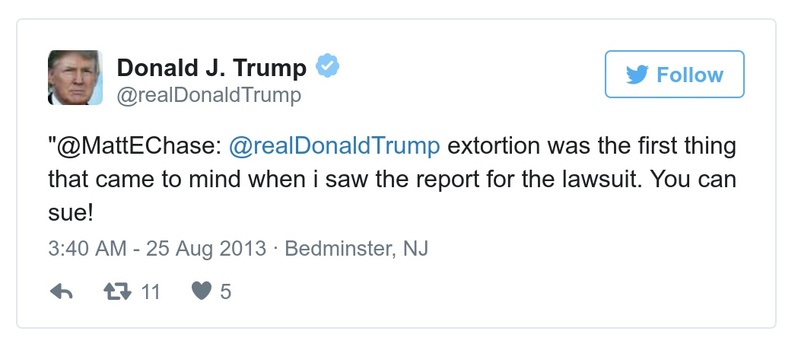 Donald J. Trump
@realDonaldTrump
Follow
"@MattEChase: @realDonaldTrump extortion was the first thing
that came to mind when i saw the report for the lawsuit. You can
sue!
3:40 AM - 25 Aug 2013 · Bedminster, NJ
11 5